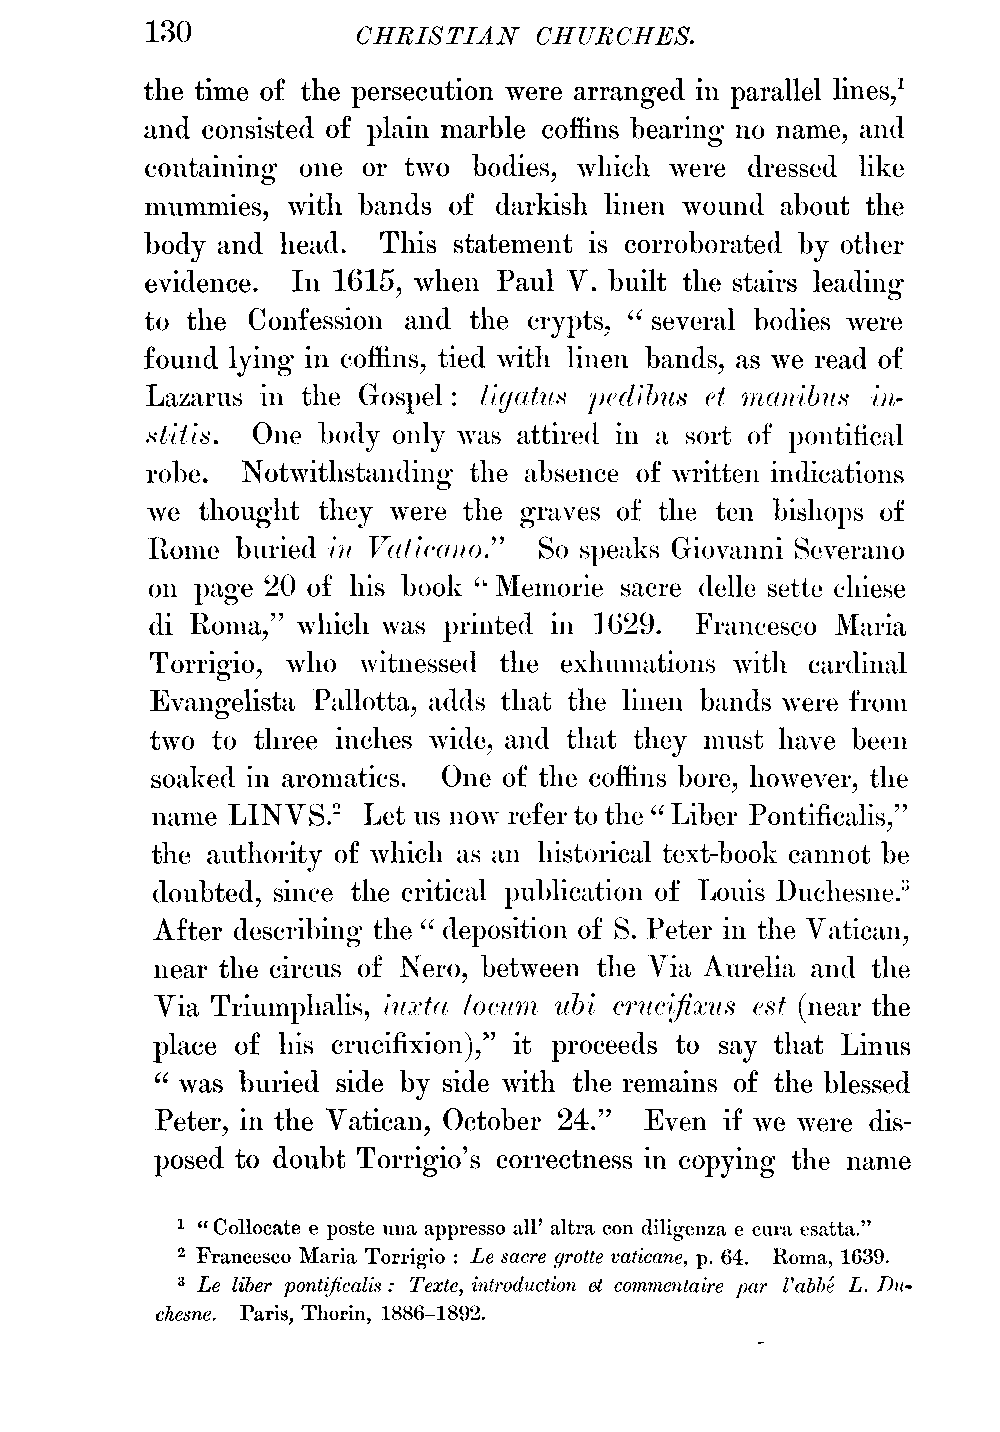 130 CHRISTIAN CHURCHES.
the time of the persecution were arranged in parallel lines,¹
and consisted of plain marble coffins bearing no name, and
containing one or two bodies, which were dressed like
mummies, with bands of darkish linen wound about the
body and head. This statement is corroborated by other
evidence. In 1615, when Paul V. built the stairs leading
to the Confession and the crypts, “ several bodies were
found lying in coffins, tied with linen bands, as we read of
Lazarus in the Gospel : ligatus pedibus et manibus in-
stitis. One body only was attired in a sort of pontifical
robe. Notwithstanding the absence of written indications
we thought they were the graves of the ten bishops of
Rome buried in Vaticano.” So speaks Giovanni Severano
on page 20 of his book “ Memorie sacre delle sette chiese
di Roma,” which was printed in 1629. Francesco Maria
Torrigio, who witnessed the exhumations with cardinal
Evangelista Pallotta, adds that the linen bands were from
two to three inches wide, and that they must have been
soaked in aromatics. One of the coffins bore, however, the
name LINVS.² Let us now refer to the “ Liber Pontificalis,”
the authority of which as an historical text-book cannot be
doubted, since the critical publication of Louis Duchesne.³
After describing the “ deposition of S. Peter in the Vatican,
near the circus of Nero, between the Via Aurelia and the
Via Triumphalis, iuxta locum ubi crucifixus est (near the
place of his crucifixion),” it proceeds to say that Linus
“ was buried side by side with the remains of the blessed
Peter, in the Vatican, October 24.” Even if we were dis-
posed to doubt Torrigio’s correctness in copying the name
¹ “ Collocate e poste una appresso all’ altra con diligenza e cura esatta.”
² Francesco Maria Torrigio : Le sacre grotte vaticane, p. 64. Roma, 1639.
³ Le liber pontificalis : Texte, introduction et commentaire par l’abbé L. Du-
chesne. Paris, Thorin, 1886–1892.